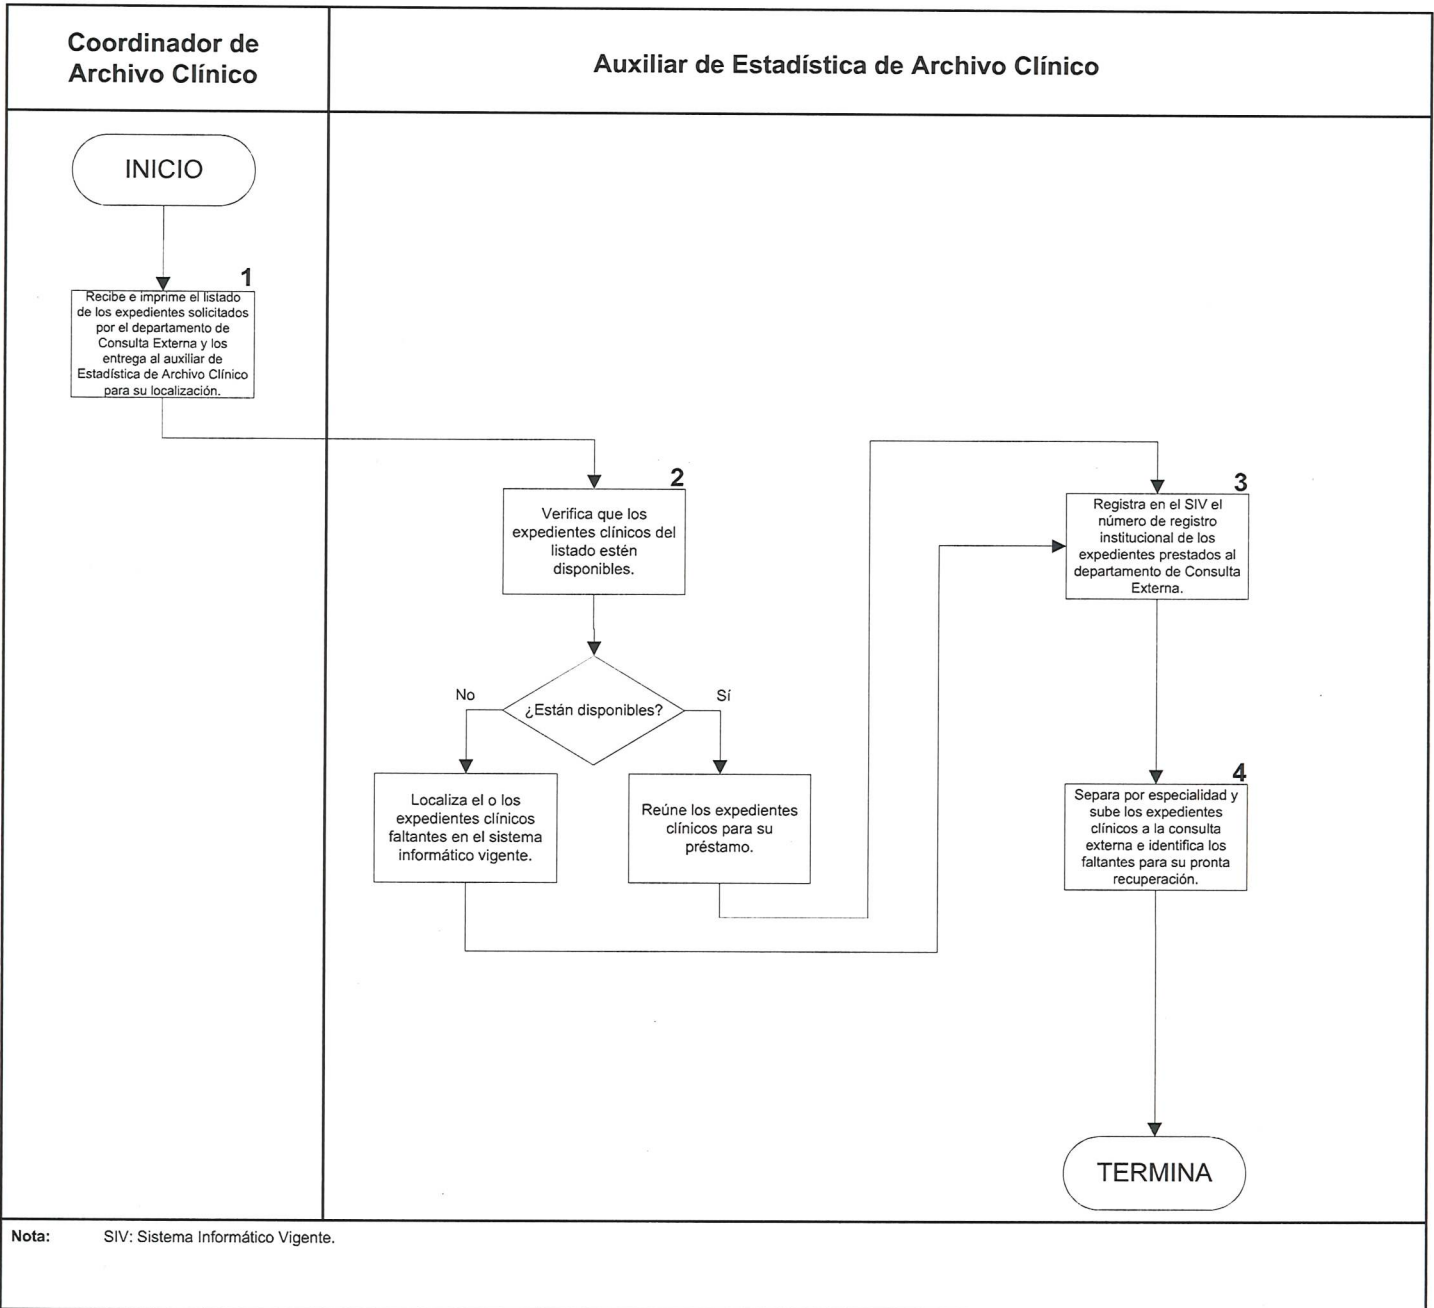 Coordinador de
Archivo Clínico
Auxiliar de Estadística de Archivo Clínico
INICIO
1
Recibe e imprime el listado
de los expedientes solicitados
por el departamento de
Consulta Externa y los
entrega al auxiliar de
Estadística de Archivo Clínico
para su localización.
2
Verifica que los
expedientes clínicos del
listado estén
disponibles.
¿Están disponibles?
No
Sí
Localiza el o los
expedientes clínicos
faltantes en el sistema
informático vigente.
Reúne los expedientes
clínicos para su
préstamo.
3
Registra en el SIV el
número de registro
institucional de los
expedientes prestados al
departamento de Consulta
Externa.
4
Separa por especialidad y
sube los expedientes
clínicos a la consulta
externa e identifica los
faltantes para su pronta
recuperación.
TERMINA
Nota: SIV: Sistema Informático Vigente.